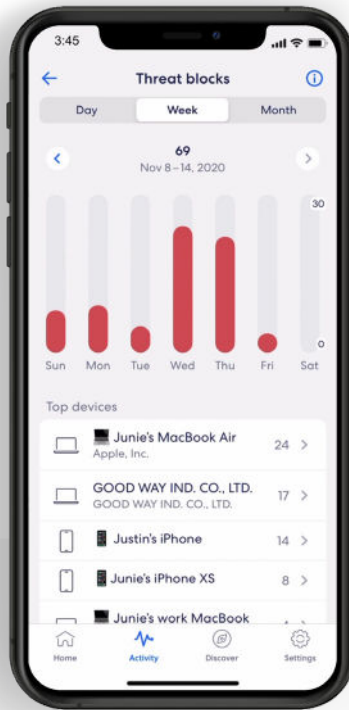 3:45
Threat blocks
Day Week Month
69
Nov 8–14, 2020
30
0
Sun Mon Tue Wed Thu Fri Sat
Top devices
Junie's MacBook Air
24
Apple, Inc.
GOOD WAY IND. CO., LTD.
17
GOOD WAY IND. CO., LTD.
Justin's iPhone
14
Junie's iPhone XS
8
Junie's work MacBook
Home Activity Discover Settings